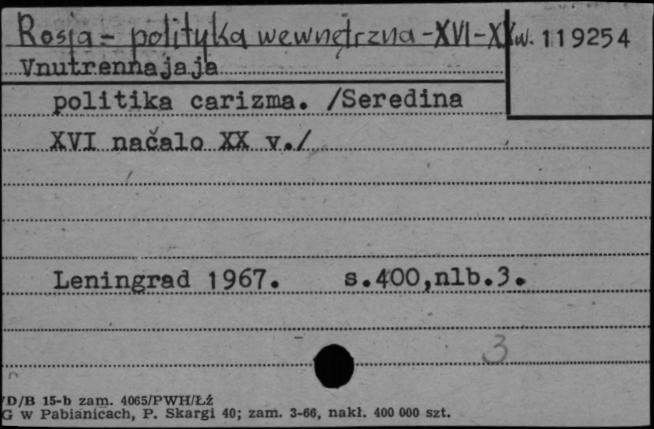 Rosja - polityka wewnętrzna - XVI - XX w. 119254
Vnutrennajaja
politika carizma. /Seredina
XVI načalo XX v./
Leningrad 1967. s.400,nlb.3.
3
/D/B 15-b zam. 4065/PWH/Łź
G w Pabianicach, P. Skargi 40; zam. 3-66, nakł. 400 000 szt.